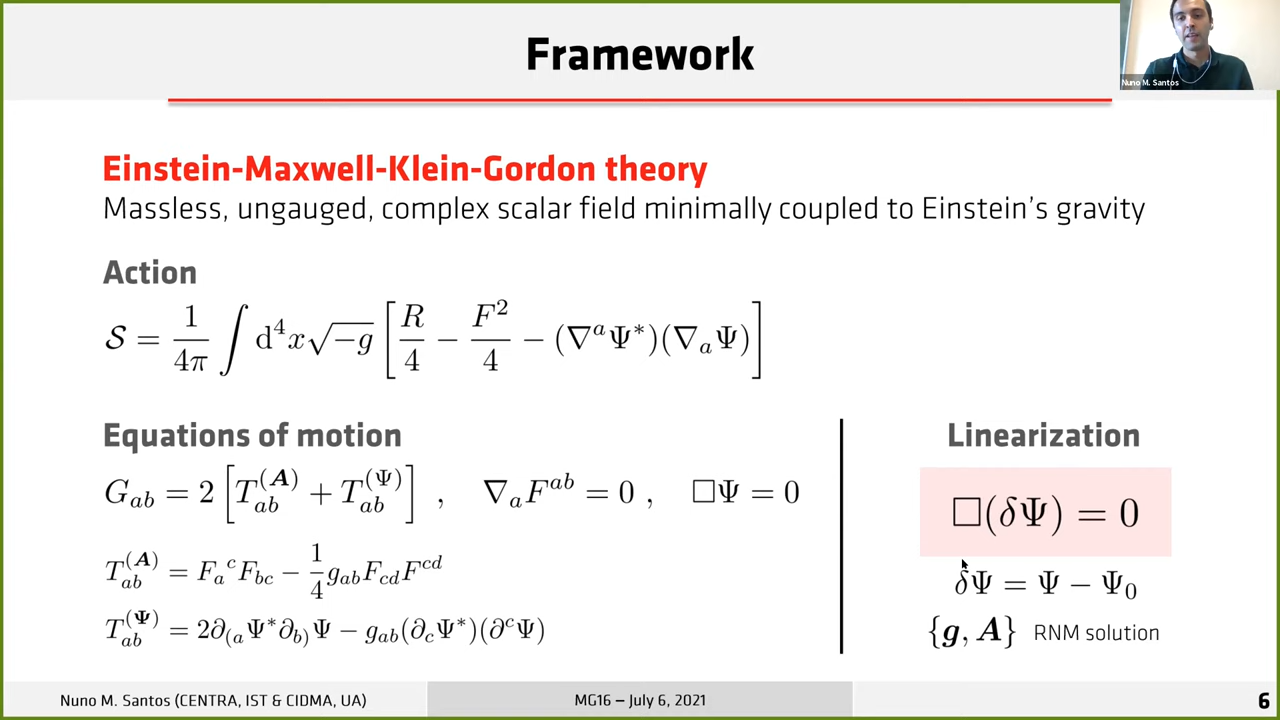 Framework
Nuno M. Santos
Einstein-Maxwell-Klein-Gordon theory
Massless, ungauged, complex scalar field minimally coupled to Einstein's gravity
Action
𝒮 = 1/4π ∫ d⁴x√−g [R/4 − F²/4 − (∇ᵃΨ*)(∇ₐΨ)]
Equations of motion
G_ab = 2[T_ab^(𝑨) + T_ab^(Ψ)] , ∇_a F^ab = 0 , □Ψ = 0
T_ab^(𝑨) = F_a^c F_bc − 1/4 g_ab F_cd F^cd
T_ab^(𝚿) = 2∂_(a Ψ* ∂_b) Ψ − g_ab(∂_c Ψ*)(∂^c Ψ)
Linearization
□(δΨ) = 0
δΨ = Ψ − Ψ₀
{𝒈, 𝑨} RNM solution
Nuno M. Santos (CENTRA, IST & CIDMA, UA)
MG16 – July 6, 2021
6